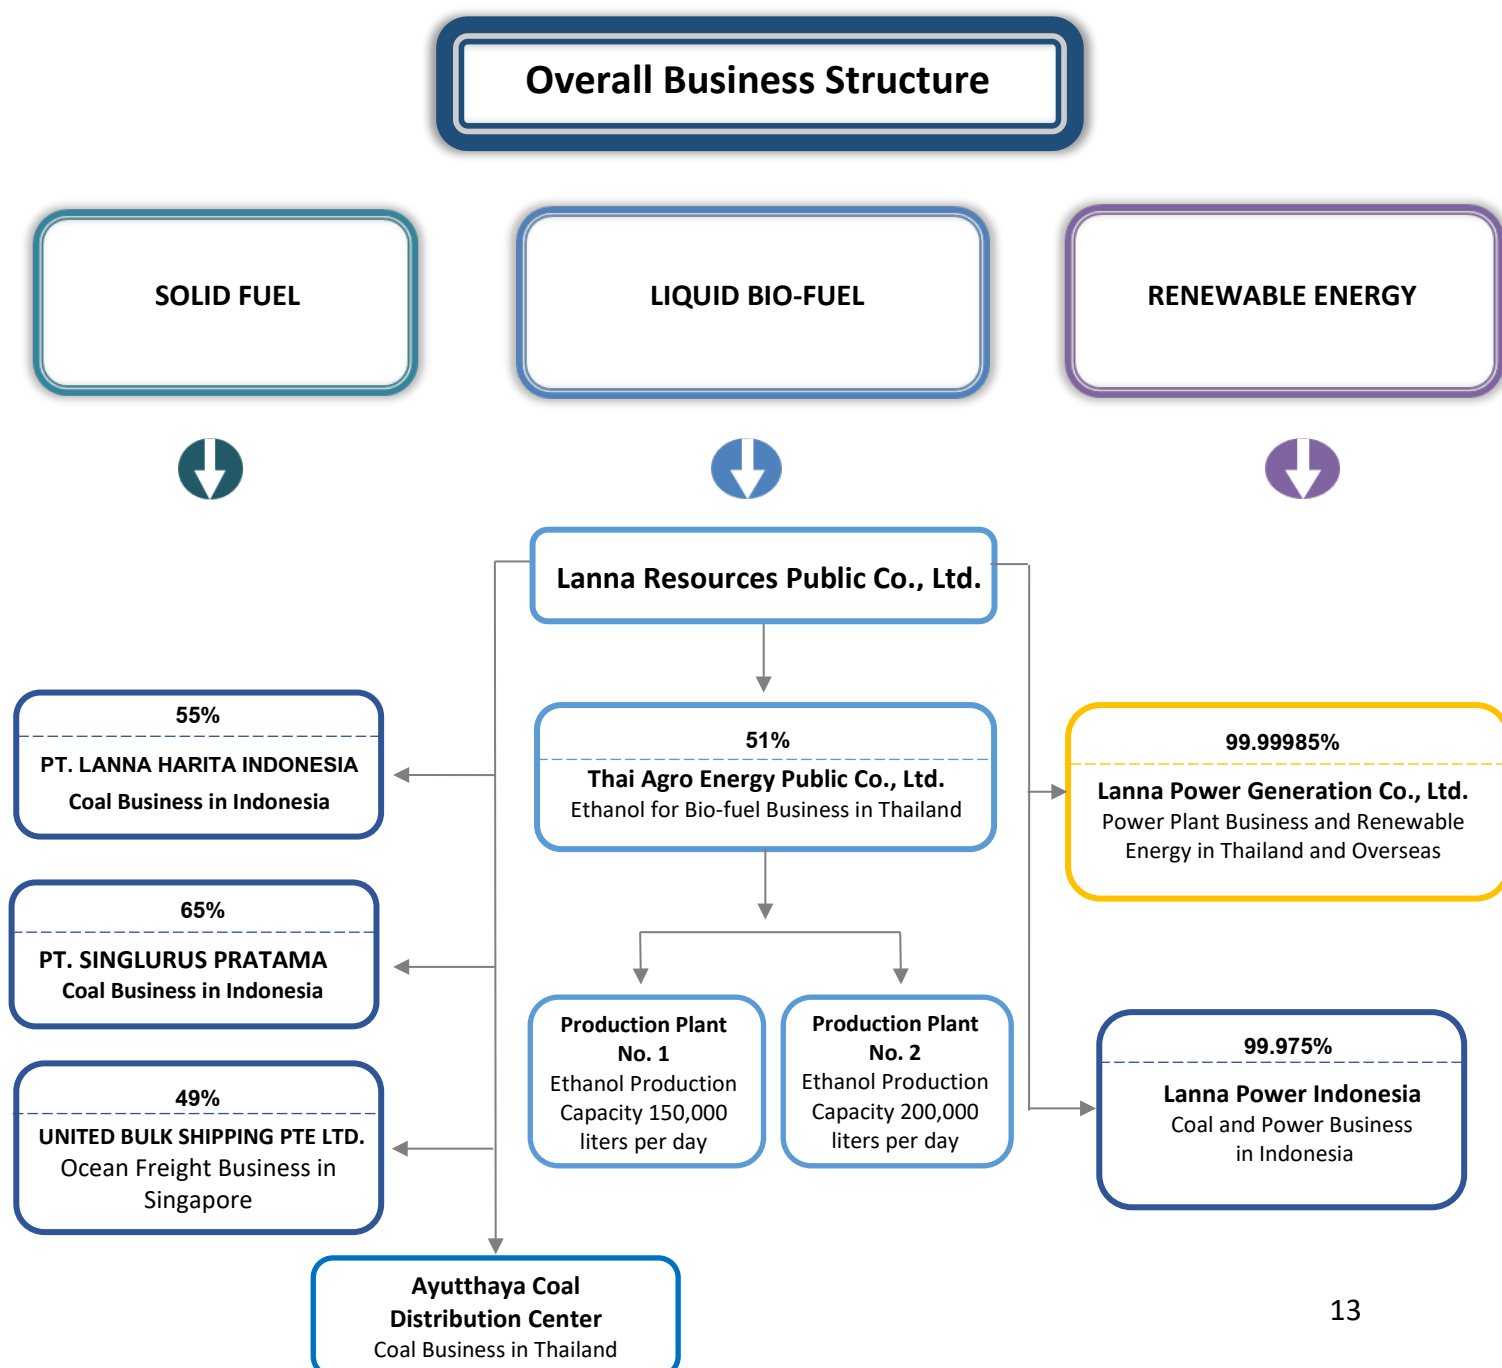 Overall Business Structure
SOLID FUEL
LIQUID BIO-FUEL
RENEWABLE ENERGY
Lanna Resources Public Co., Ltd.
55%
PT. LANNA HARITA INDONESIA
Coal Business in Indonesia
65%
PT. SINGLURUS PRATAMA
Coal Business in Indonesia
49%
UNITED BULK SHIPPING PTE LTD.
Ocean Freight Business in
Singapore
Ayutthaya Coal
Distribution Center
Coal Business in Thailand
51%
Thai Agro Energy Public Co., Ltd.
Ethanol for Bio-fuel Business in Thailand
Production Plant
No. 1
Ethanol Production
Capacity 150,000
liters per day
Production Plant
No. 2
Ethanol Production
Capacity 200,000
liters per day
99.99985%
Lanna Power Generation Co., Ltd.
Power Plant Business and Renewable
Energy in Thailand and Overseas
99.975%
Lanna Power Indonesia
Coal and Power Business
in Indonesia
13